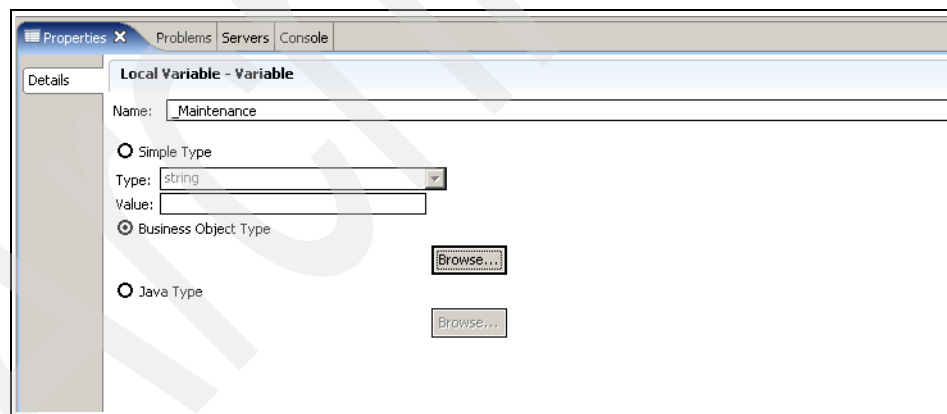 Properties Problems Servers Console
Details
Local Variable - Variable
Name: _Maintenance
Simple Type
Type: string
Value:
Business Object Type
Browse...
Java Type
Browse...